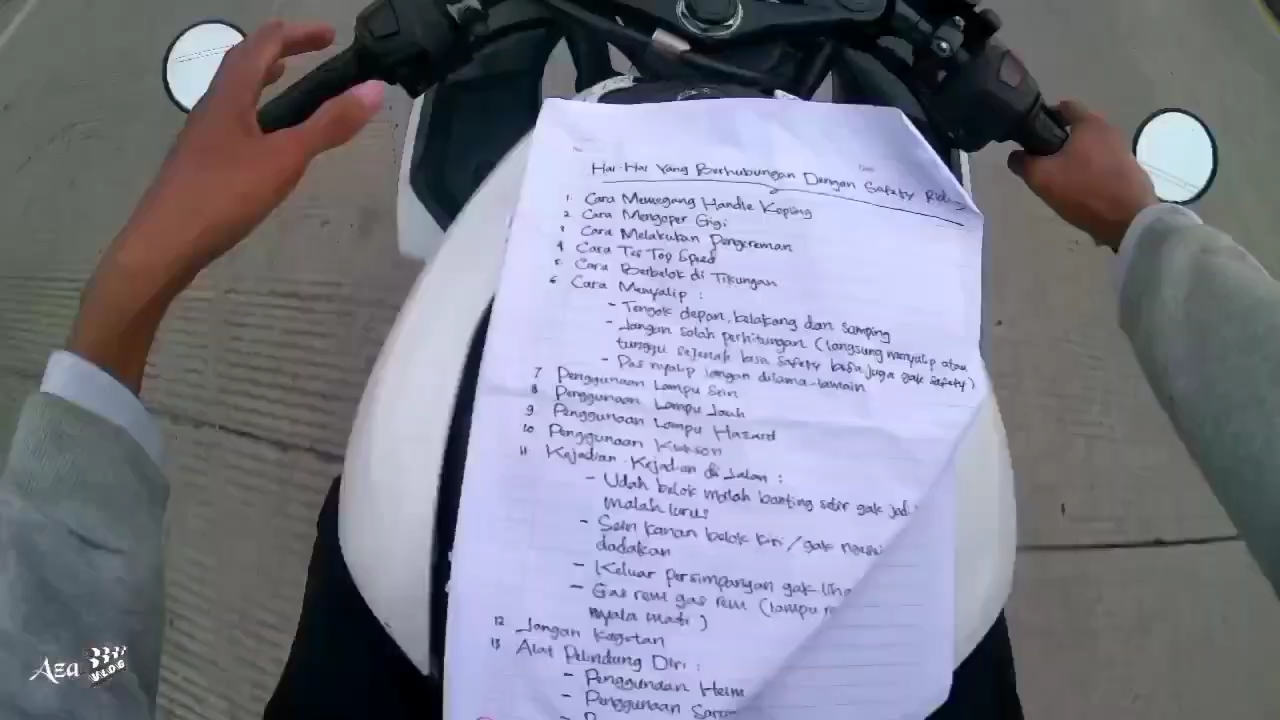 Hal-Hal Yang Berhubungan Dengan Safety
1. Cara Memegang Handle Kopling
2 Cara Mengoper Gigi
3 Cara Melakukan Pengereman
4 Cara Tes Top Speed
5 Cara Berbelok di Tikungan
6 Cara Menyalip :
- Tengok depan, belakang dan samping
- Jangan salah perhitungan (langsung menyalip atau
tunggu sejenak bisa safety bisa juga gak safety)
- Pas nyalip jangan dilama-lamain
7 Penggunaan Lampu Sein
8 Penggunaan Lampu Jauh
9 Penggunaan Lampu Hazard
10 Penggunaan Klakson
11 Kejadian-Kejadian di Jalan :
- Udah belok malah banting setir gak
malah lurus
- Sein kanan belok kiri / gak
dadakan
- Keluar persimpangan gak
- Gas rem gas rem (lampu
nyala mati)
12 Jangan Kagetan
13 Alat Pelindung Diri :
- Penggunaan Helm
- Penggunaan
Aza VLOG